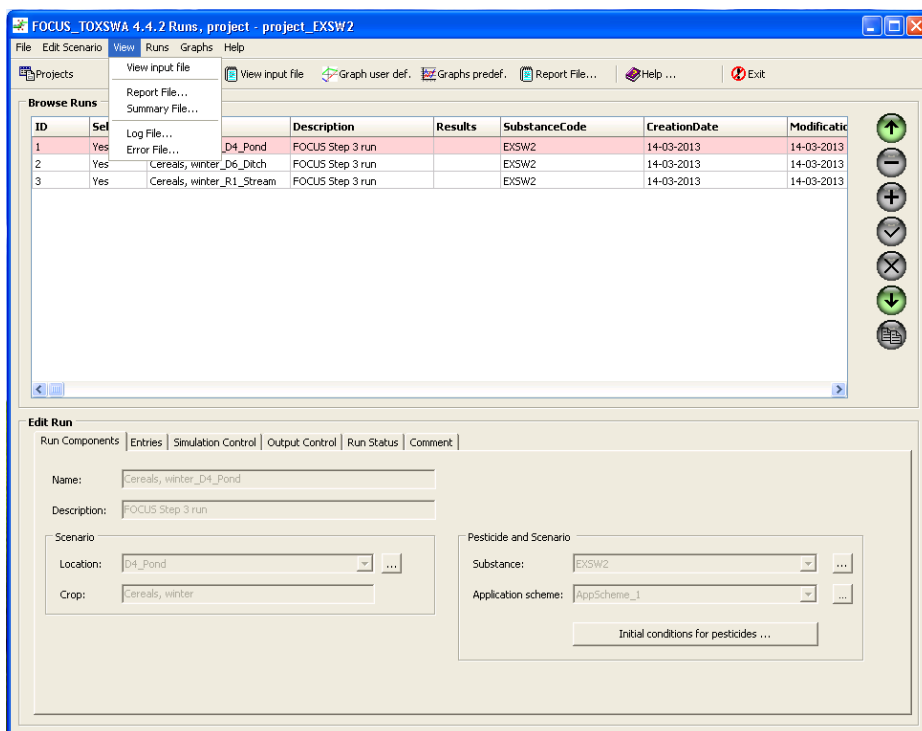 FOCUS_TOXSWA 4.4.2 Runs, project - project_EXSW2
File Edit Scenario View Runs Graphs Help
Projects View input file Graph user def. Graphs predef. Report File... Help ... Exit
View input file
Report File...
Summary File...
Log File...
Error File...
Browse Runs
ID Sel Description Results SubstanceCode CreationDate Modificatic
1 Yes _D4_Pond FOCUS Step 3 run EXSW2 14-03-2013 14-03-2013
2 Yes Cereals, winter_D6_Ditch FOCUS Step 3 run EXSW2 14-03-2013 14-03-2013
3 Yes Cereals, winter_R1_Stream FOCUS Step 3 run EXSW2 14-03-2013 14-03-2013
Edit Run
Run Components Entries Simulation Control Output Control Run Status Comment
Name: Cereals, winter_D4_Pond
Description: FOCUS Step 3 run
Scenario
Location: D4_Pond ...
Crop: Cereals, winter
Pesticide and Scenario
Substance: EXSW2 ...
Application scheme: AppScheme_1 ...
Initial conditions for pesticides ...